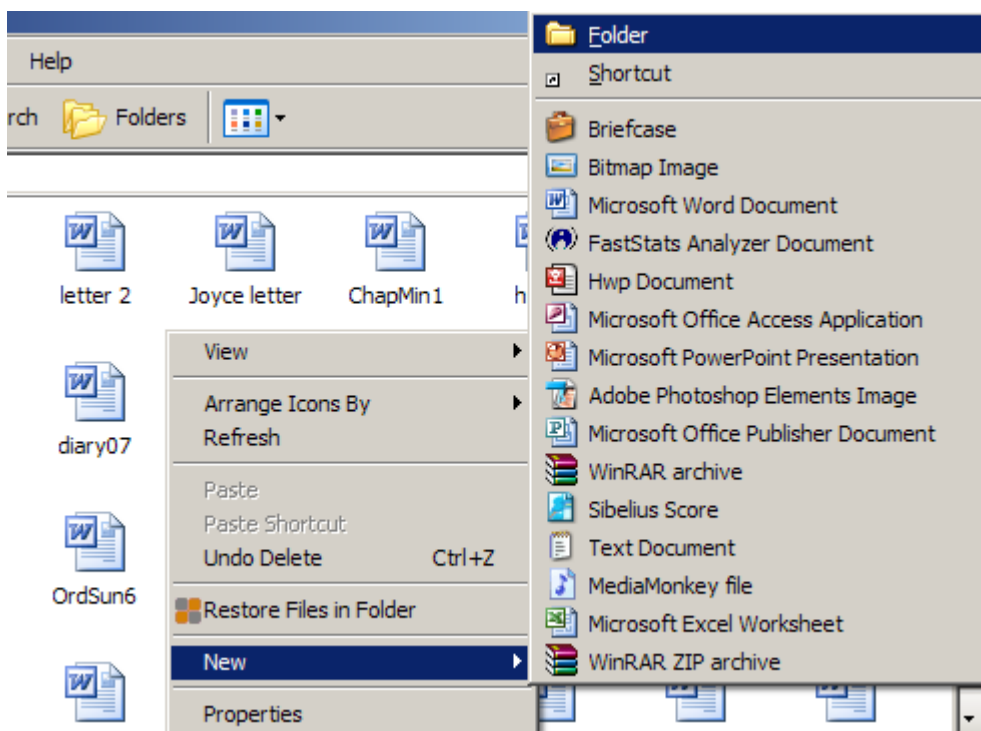 Help
rch Folders
letter 2 Joyce letter ChapMin1 h
diary07
OrdSun6
View
Arrange Icons By
Refresh
Paste
Paste Shortcut
Undo Delete Ctrl+Z
Restore Files in Folder
New
Properties
Folder
Shortcut
Briefcase
Bitmap Image
Microsoft Word Document
FastStats Analyzer Document
Hwp Document
Microsoft Office Access Application
Microsoft PowerPoint Presentation
Adobe Photoshop Elements Image
Microsoft Office Publisher Document
WinRAR archive
Sibelius Score
Text Document
MediaMonkey file
Microsoft Excel Worksheet
WinRAR ZIP archive